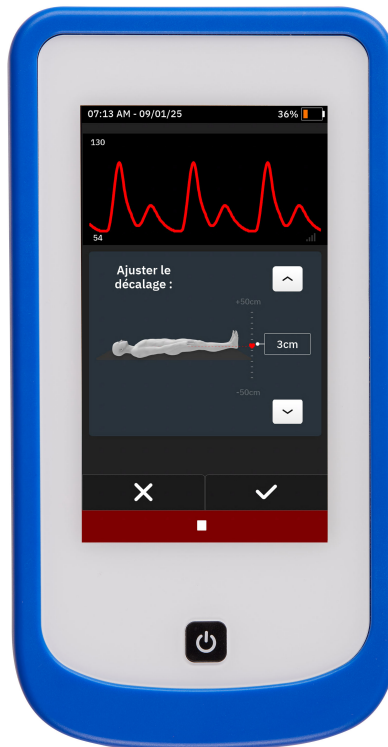 07:13 AM - 09/01/25 36%
130
54
Ajuster le
décalage :
+50cm
3cm
-50cm